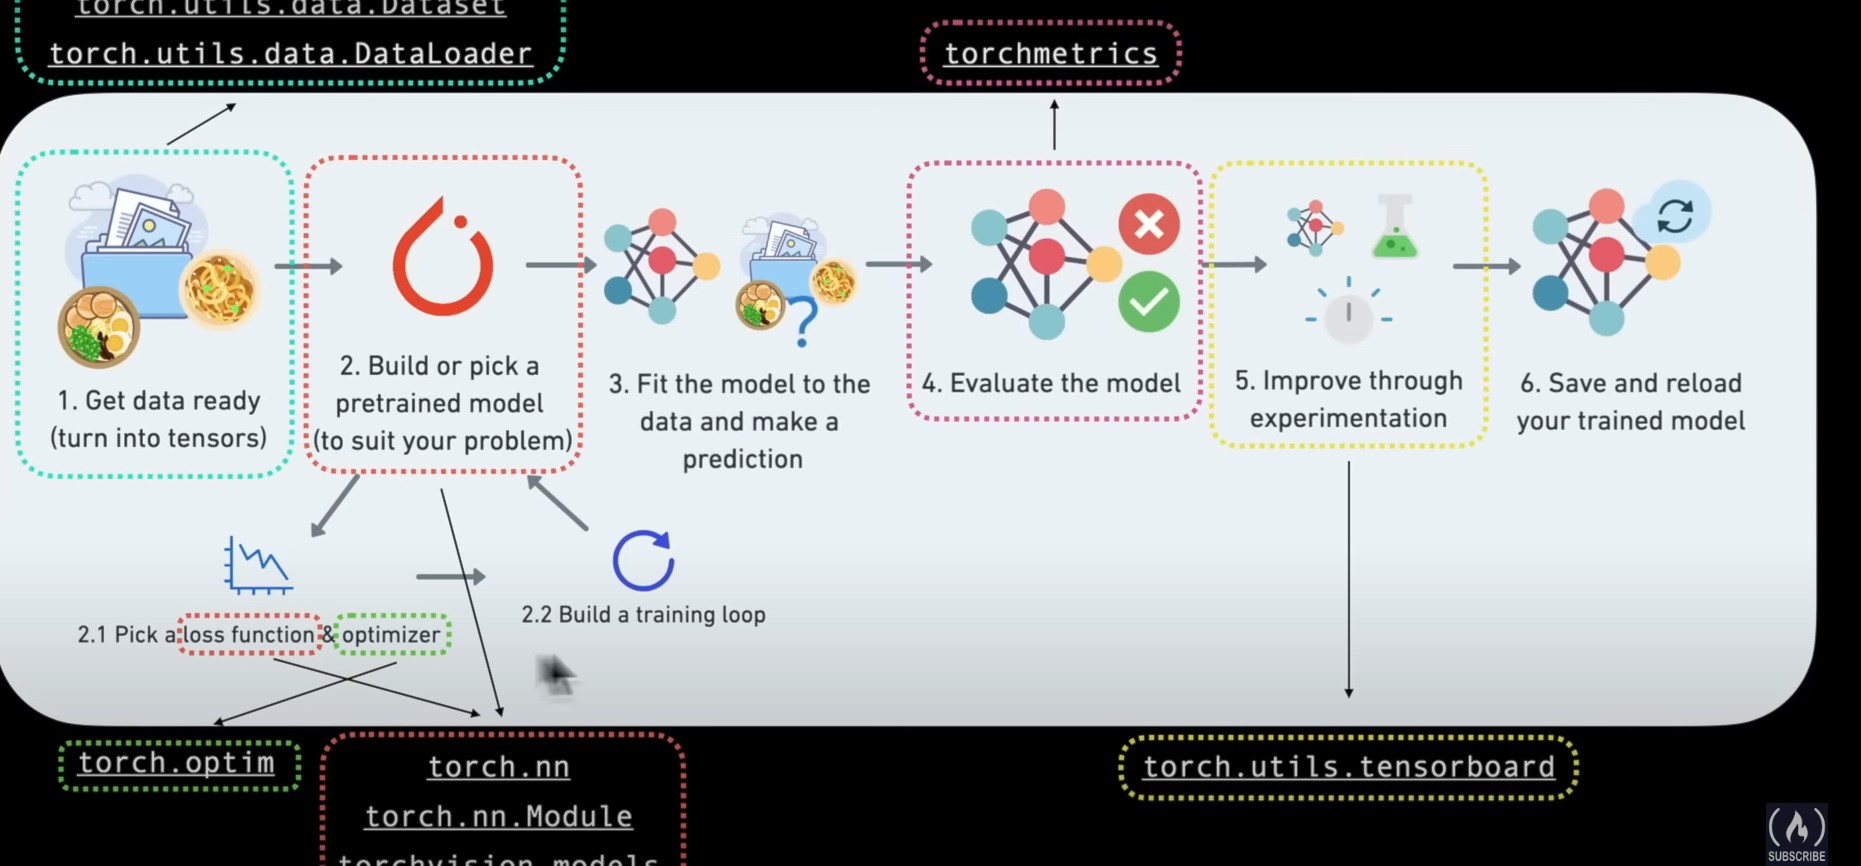 torch.utils.data.Dataset
torch.utils.data.DataLoader
torchmetrics
1. Get data ready
(turn into tensors)
2. Build or pick a
pretrained model
(to suit your problem)
3. Fit the model to the
data and make a
prediction
4. Evaluate the model
5. Improve through
experimentation
6. Save and reload
your trained model
2.1 Pick a loss function & optimizer
2.2 Build a training loop
torch.optim
torch.nn
torch.nn.Module
torchvision.models
torch.utils.tensorboard
SUBSCRIBE